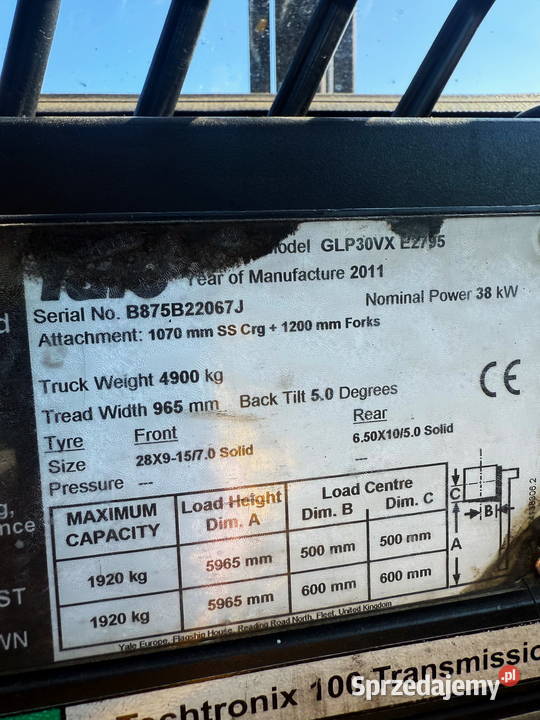 Yale
Model GLP30VX E2795
Year of Manufacture 2011
Serial No. B875B22067J
Nominal Power 38 kW
Attachment: 1070 mm SS Crg + 1200 mm Forks
Truck Weight 4900 kg
CE
Tread Width 965 mm Back Tilt 5.0 Degrees
Tyre Front Rear
Size 28X9-15/7.0 Solid 6.50X10/5.0 Solid
Pressure --- ---
MAXIMUM CAPACITY Load Height Dim. A Load Centre Dim. B Dim. C
1920 kg 5965 mm 500 mm 500 mm
1920 kg 5965 mm 600 mm 600 mm
C
B
A
Yale Europe, Flagship House, Reading Road North, Fleet, United Kingdom
Techtronix 100 Transmissio
Sprzedajemy.pl